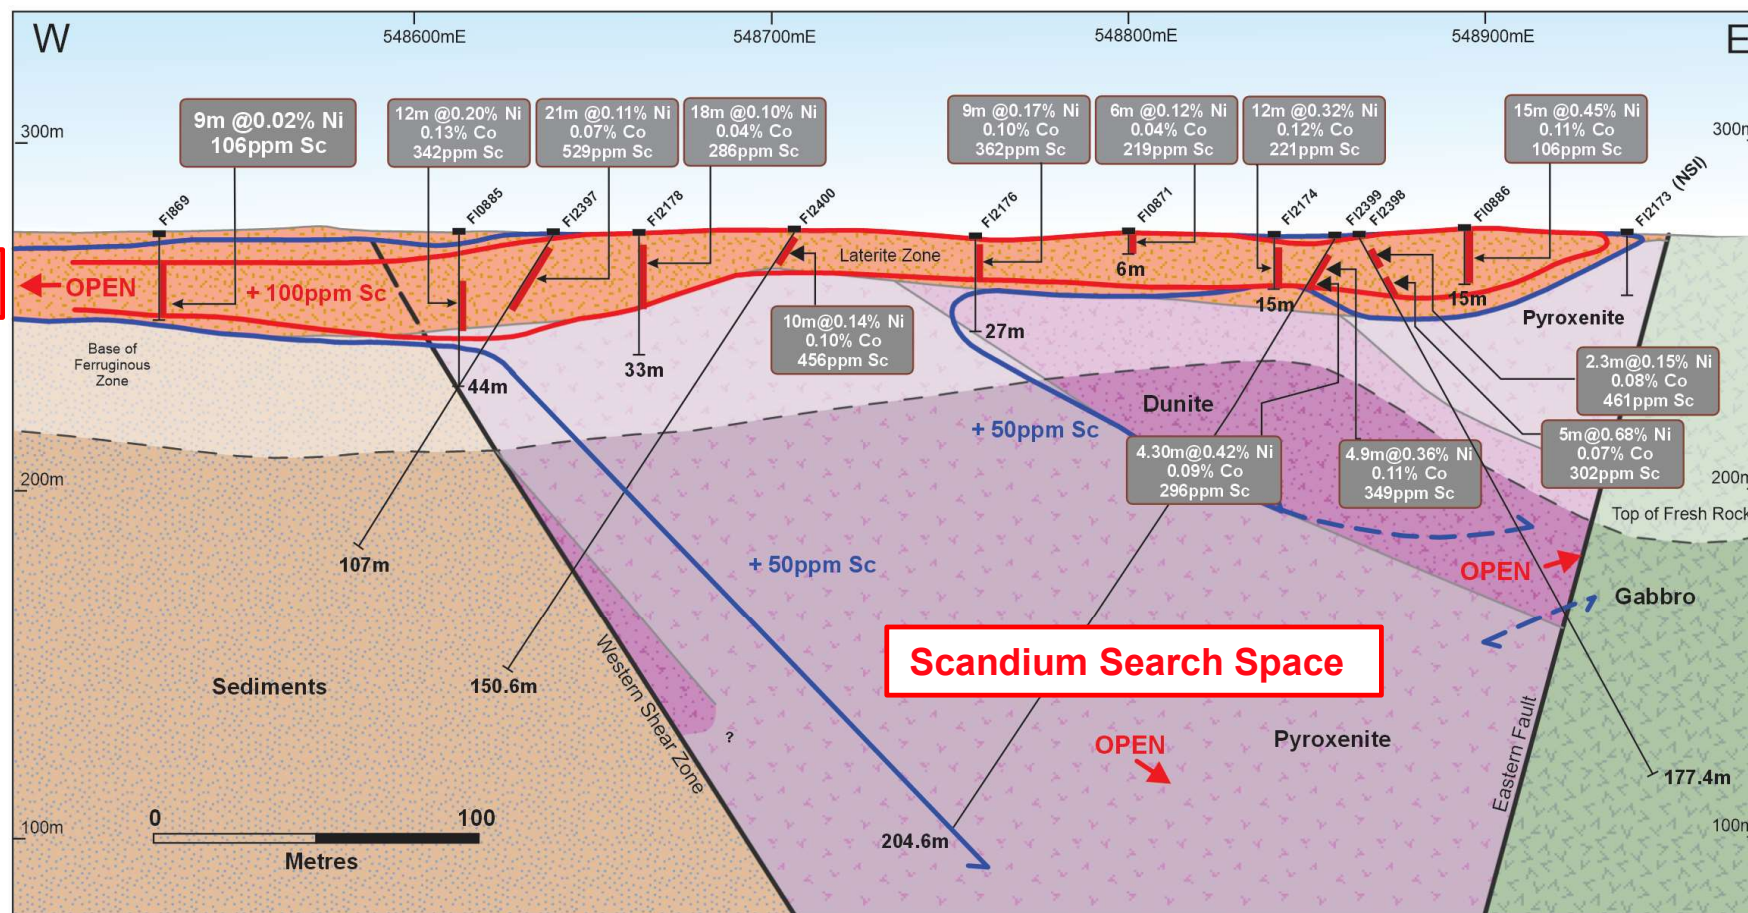 W
548600mE
548700mE
548800mE
548900mE
E
300m
300m
9m @0.02% Ni
106ppm Sc
12m @0.20% Ni
0.13% Co
342ppm Sc
21m @0.11% Ni
0.07% Co
529ppm Sc
18m @0.10% Ni
0.04% Co
286ppm Sc
9m @0.17% Ni
0.10% Co
362ppm Sc
6m @0.12% Ni
0.04% Co
219ppm Sc
12m @0.32% Ni
0.12% Co
221ppm Sc
15m @0.45% Ni
0.11% Co
106ppm Sc
FI869
FI0885
FI2397
FI2178
FI2400
FI2176
FI0871
FI2174
FI2399
FI2398
FI0886
FI2173 (NSI)
OPEN
+ 100ppm Sc
Laterite Zone
6m
15m
15m
Base of
Ferruginous
Zone
44m
33m
10m@0.14% Ni
0.10% Co
456ppm Sc
27m
Pyroxenite
2.3m@0.15% Ni
0.08% Co
461ppm Sc
Dunite
+ 50ppm Sc
4.30m@0.42% Ni
0.09% Co
296ppm Sc
4.9m@0.36% Ni
0.11% Co
349ppm Sc
5m@0.68% Ni
0.07% Co
302ppm Sc
200m
200m
Top of Fresh Rock
107m
+ 50ppm Sc
OPEN
Gabbro
Scandium Search Space
Sediments
150.6m
Western Shear Zone
?
OPEN
Pyroxenite
Eastern Fault
177.4m
100m
100m
0 100
Metres
204.6m